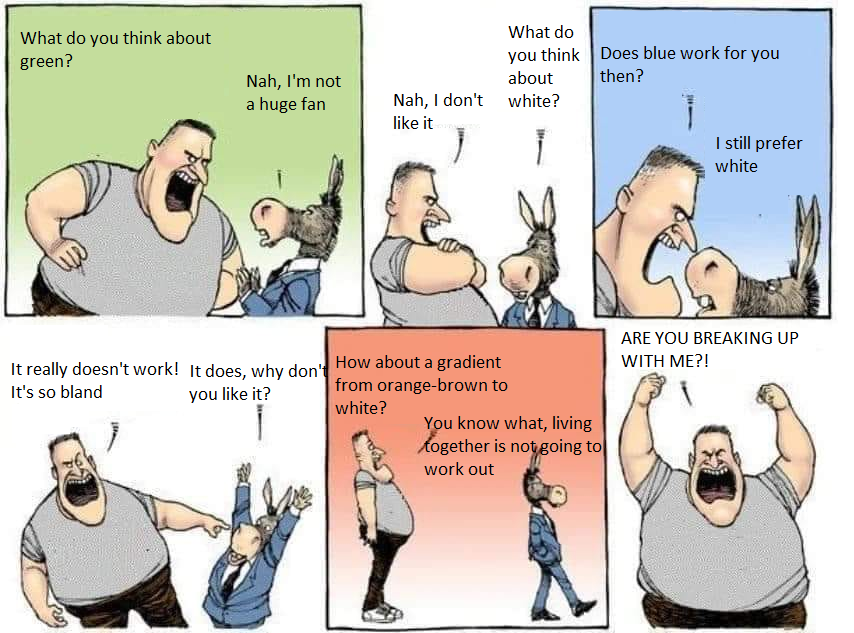 What do you think about
green?
Nah, I'm not
a huge fan
Nah, I don't
like it
What do
you think
about
white?
Does blue work for you
then?
I still prefer
white
It really doesn't work!
It's so bland
It does, why don't
you like it?
How about a gradient
from orange-brown to
white?
You know what, living
together is not going to
work out
ARE YOU BREAKING UP
WITH ME?!